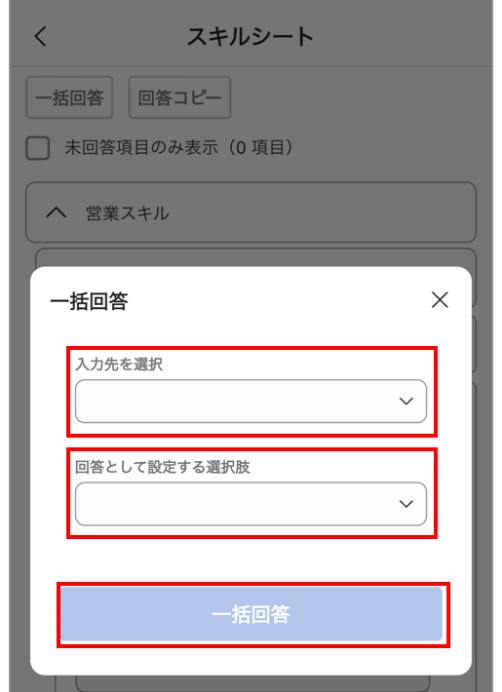 スキルシート
一括回答 回答コピー
未回答項目のみ表示（0 項目）
営業スキル
一括回答
入力先を選択
回答として設定する選択肢
一括回答